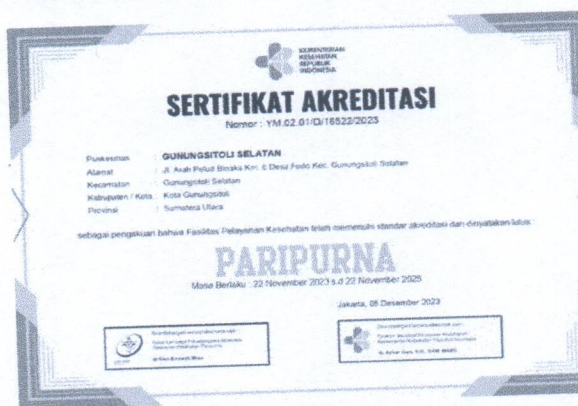 KEMENTERIAN
KESEHATAN
REPUBLIK
INDONESIA
SERTIFIKAT AKREDITASI
Nomor : YM.02.01/D/16522/2023
Puskesmas : GUNUNGSITOLI SELATAN
Alamat : Jl. Arah Pelud Binaka Km. 6 Desa Fodo Kec. Gunungsitoli Selatan
Kecamatan : Gunungsitoli Selatan
Kabupaten / Kota : Kota Gunungsitoli
Provinsi : Sumatera Utara
sebagai pengakuan bahwa Fasilitas Pelayanan Kesehatan telah memenuhi standar akreditasi dan dinyatakan lulus :
PARIPURNA
Masa Berlaku : 22 November 2023 s.d 22 November 2028
Jakarta, 08 Desember 2023